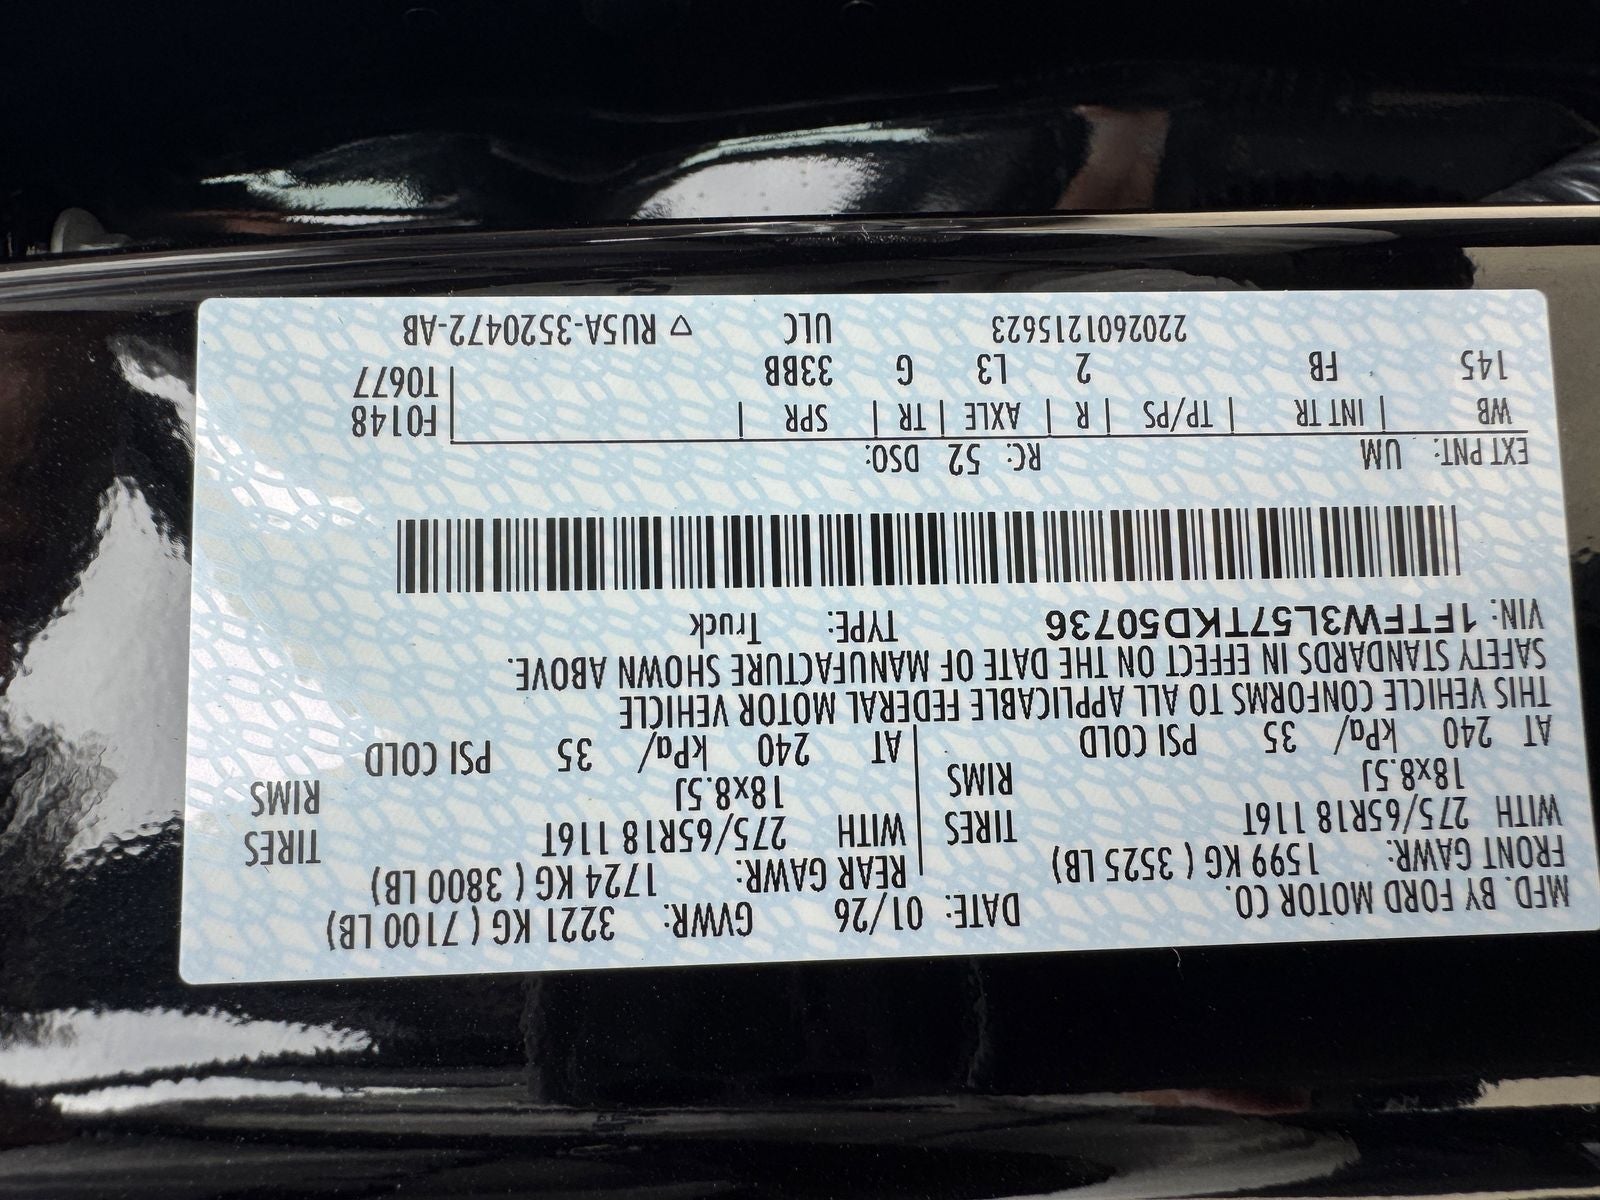 MFD. BY FORD MOTOR CO. DATE: 01/26 GVWR: 3221 KG ( 7100 LB)
FRONT GAWR: 1599 KG ( 3525 LB) REAR GAWR: 1724 KG ( 3800 LB)
WITH 275/65R18 116T TIRES WITH 275/65R18 116T TIRES
18x8.5J RIMS 18x8.5J RIMS
AT 240 kPa/ 35 PSI COLD AT 240 kPa/ 35 PSI COLD
THIS VEHICLE CONFORMS TO ALL APPLICABLE FEDERAL MOTOR VEHICLE
SAFETY STANDARDS IN EFFECT ON THE DATE OF MANUFACTURE SHOWN ABOVE.
VIN: 1FTFW3L57TKD50736 TYPE: Truck
EXT PNT: UM RC: 52 DSO:
WB | INT TR | TP/PS | R | AXLE | TR | SPR | F0148
145 FB 2 L3 G 33BB T0677
220260121562​3 ULC ▽ RU5A-3520472-AB